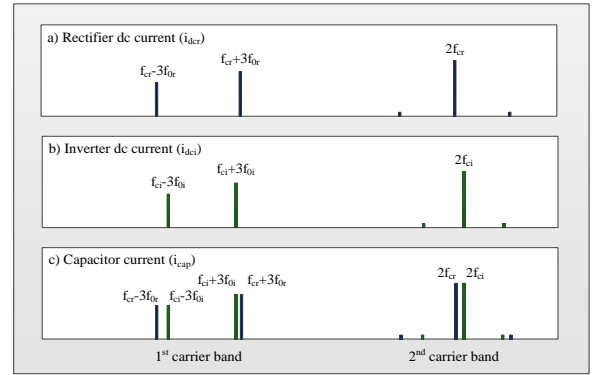 a) Rectifier dc current (idcr)
2fcr
fcr-3f0r
fcr+3f0r
b) Inverter dc current (idci)
2fci
fci-3f0i
fci+3f0i
c) Capacitor current (icap)
fci+3f0i
fcr+3f0r
2fcr
2fci
fcr-3f0r
fci-3f0i
1st carrier band
2nd carrier band